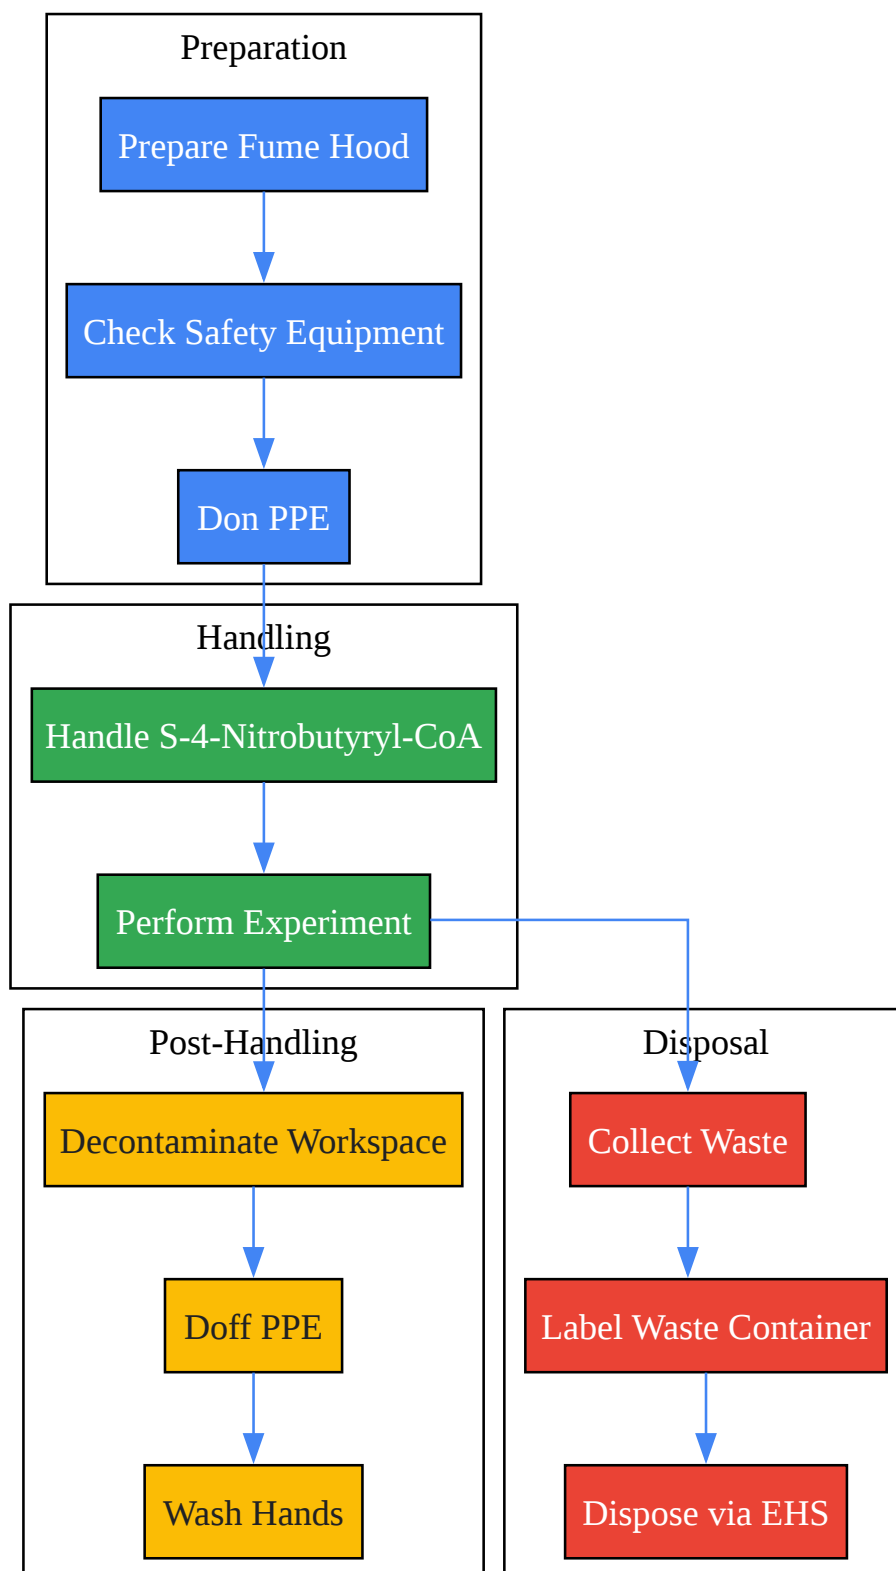 Preparation
Prepare Fume Hood
Check Safety Equipment
Don PPE
Handling
Handle S-4-Nitrobutyryl-CoA
Perform Experiment
Post-Handling
Decontaminate Workspace
Doff PPE
Wash Hands
Disposal
Collect Waste
Label Waste Container
Dispose via EHS